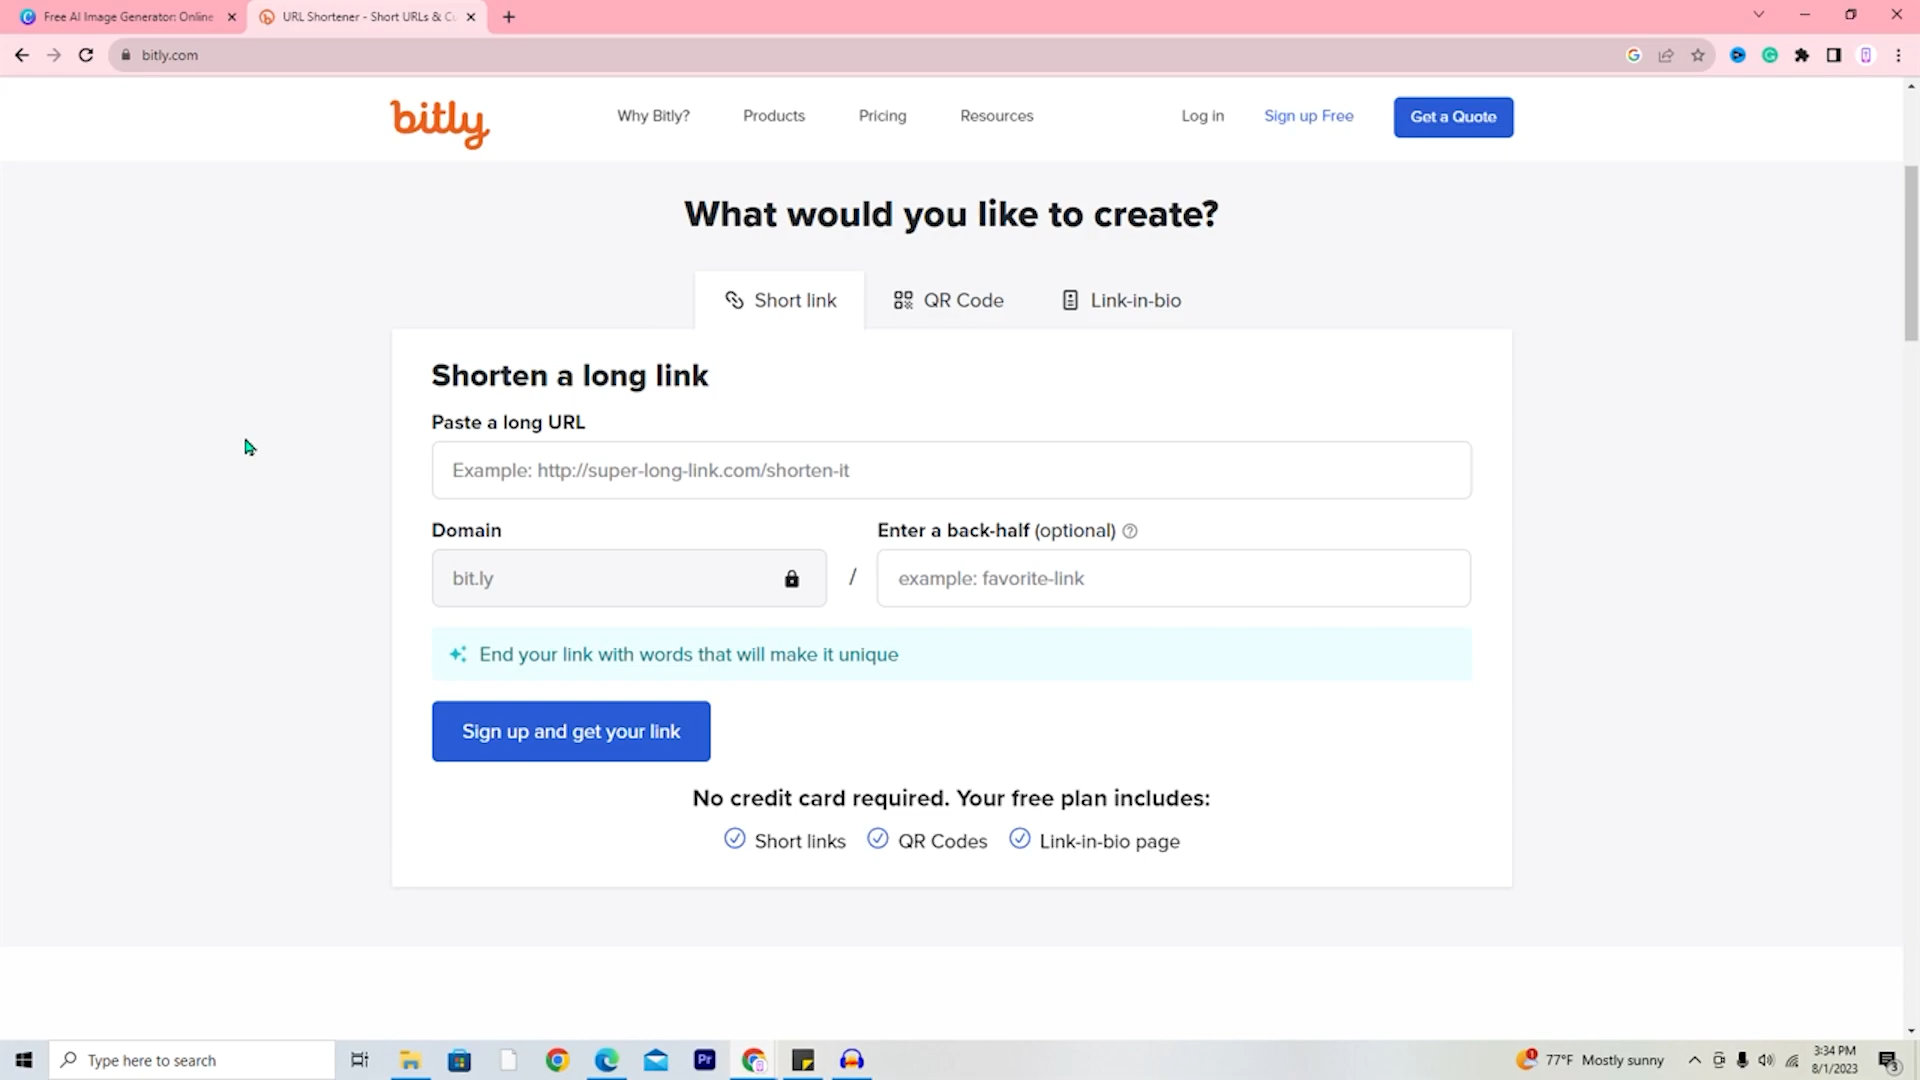 Free AI Image Generator: Online
URL Shortener - Short URLs & Cu
bitly.com
bitly
Why Bitly?
Products
Pricing
Resources
Log in
Sign up Free
Get a Quote
What would you like to create?
Short link
QR Code
Link-in-bio
Shorten a long link
Paste a long URL
Example: http://super-long-link.com/shorten-it
Domain
Enter a back-half (optional)
bit.ly
/
example: favorite-link
End your link with words that will make it unique
Sign up and get your link
No credit card required. Your free plan includes:
Short links
QR Codes
Link-in-bio page
Type here to search
Pr
1
77°F Mostly sunny
3:34 PM
8/1/2023
3